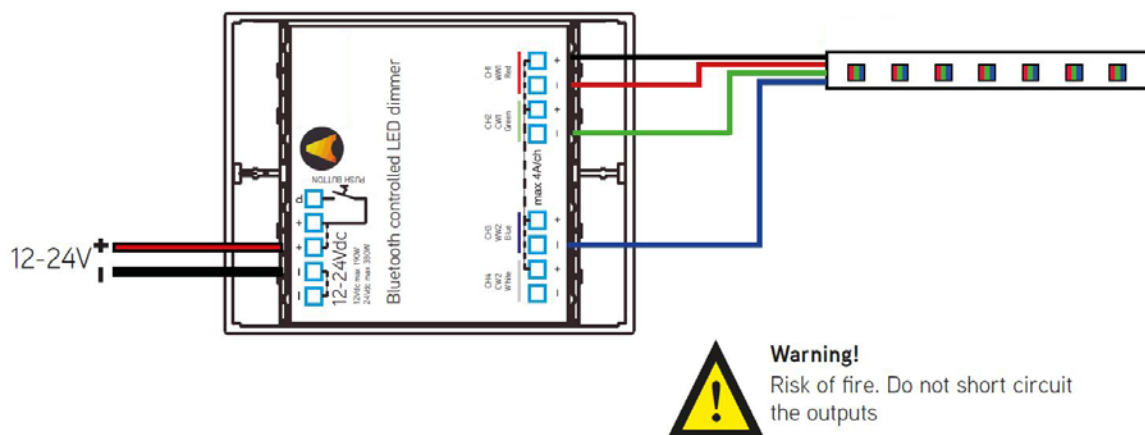 12-24V
+
-
PUSH BUTTON
P
+
+
-
-
12-24Vdc
12Vdc max 190W
24Vdc max 380W
Bluetooth controlled LED dimmer
CH1
WW1
Red
+
-
CH2
CW1
Green
+
-
max 4A/ch
CH3
WW2
Blue
+
-
CH4
CW2
White
+
-
Warning!
Risk of fire. Do not short circuit
the outputs